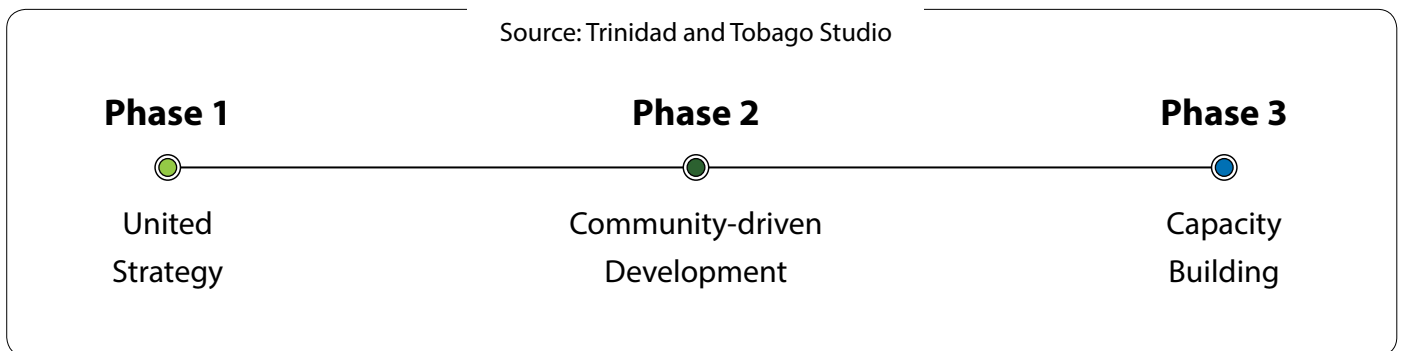 Source: Trinidad and Tobago Studio
Phase 1
Phase 2
Phase 3
United
Strategy
Community-driven
Development
Capacity
Building